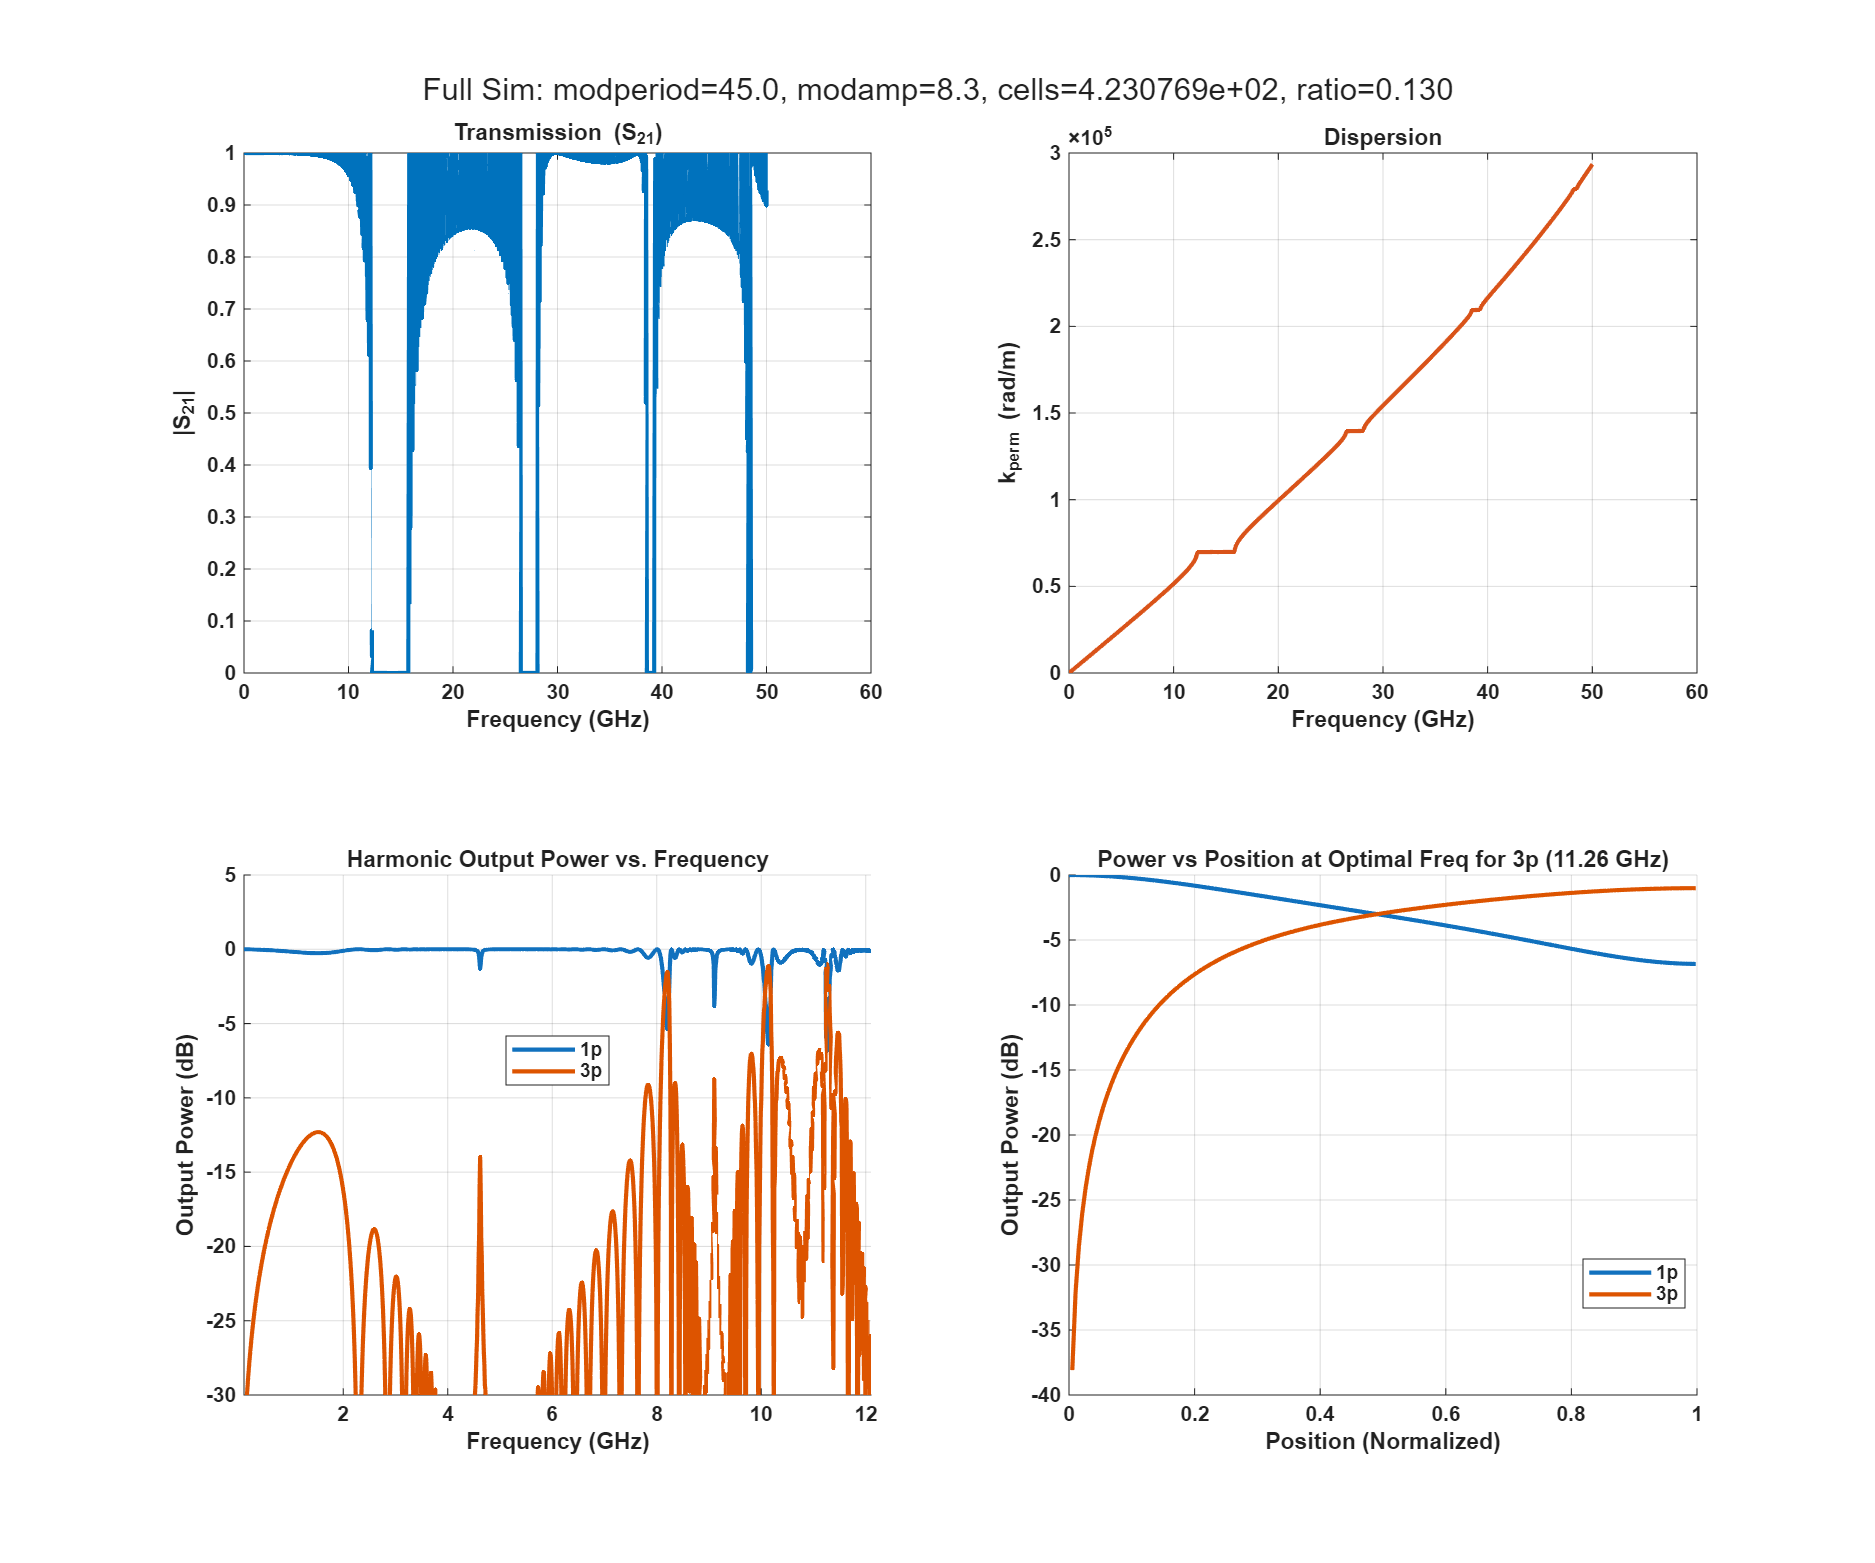 Full Sim: modperiod=45.0, modamp=8.3, cells=4.230769e+02, ratio=0.130
Transmission (S21)
1
0.9
0.8
0.7
0.6
0.5
0.4
0.3
0.2
0.1
0
|S21|
0 10 20 30 40 50 60
Frequency (GHz)
×10^5
Dispersion
3
2.5
2
1.5
1
0.5
0
kperm (rad/m)
0 10 20 30 40 50 60
Frequency (GHz)
Harmonic Output Power vs. Frequency
5
0
-5
-10
-15
-20
-25
-30
Output Power (dB)
1p
3p
2 4 6 8 10 12
Frequency (GHz)
Power vs Position at Optimal Freq for 3p (11.26 GHz)
0
-5
-10
-15
-20
-25
-30
-35
-40
Output Power (dB)
1p
3p
0 0.2 0.4 0.6 0.8 1
Position (Normalized)